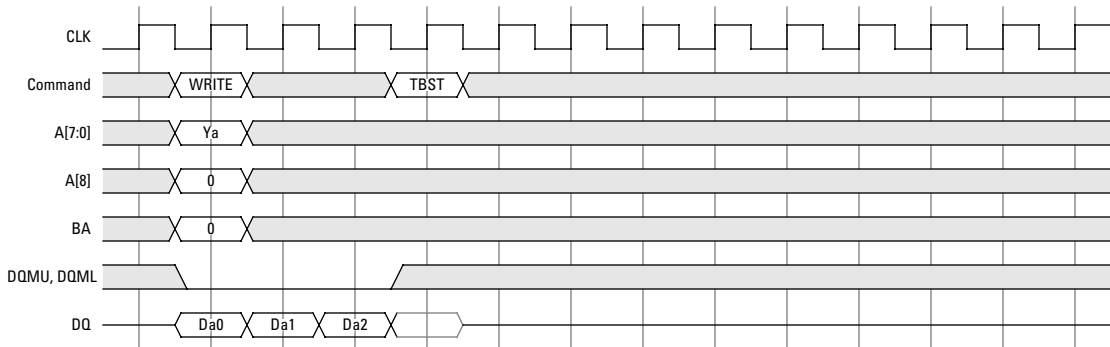 CLK
Command WRITE TBST
A[7:0] Ya
A[8] 0
BA 0
DQMU, DQML
DQ Da0 Da1 Da2